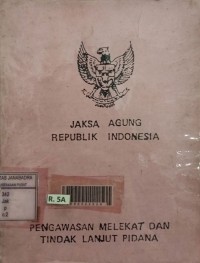 JAKSA AGUNG
REPUBLIK INDONESIA
R. 5A
PENGAWASAN MELEKAT DAN
TINDAK LANJUT PIDANA